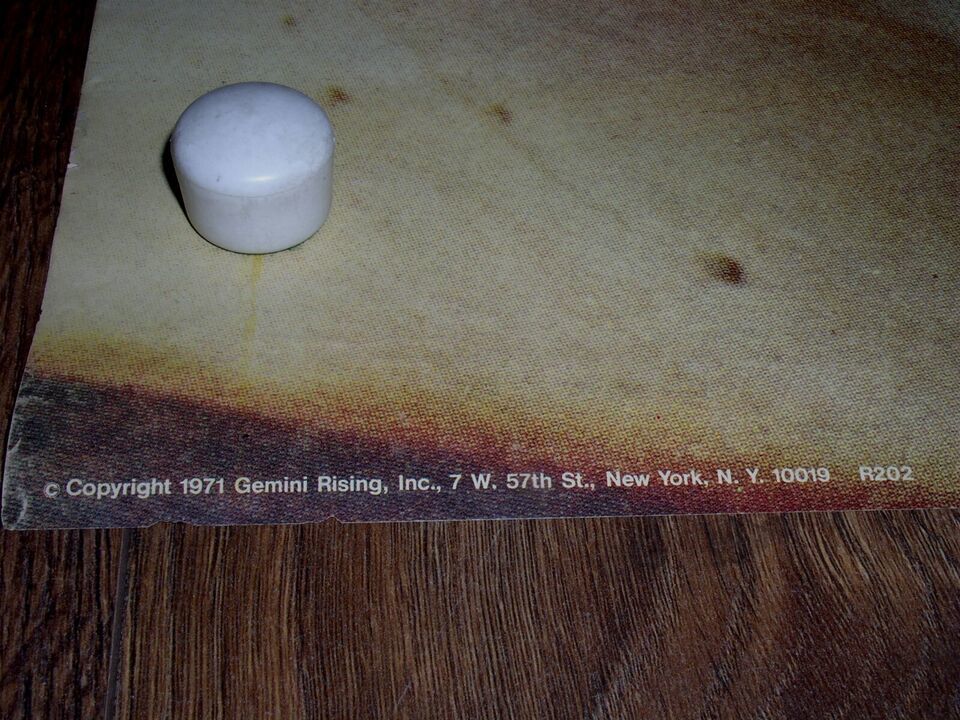 © Copyright 1971 Gemini Rising, Inc., 7 W. 57th St., New York, N. Y. 10019 R202